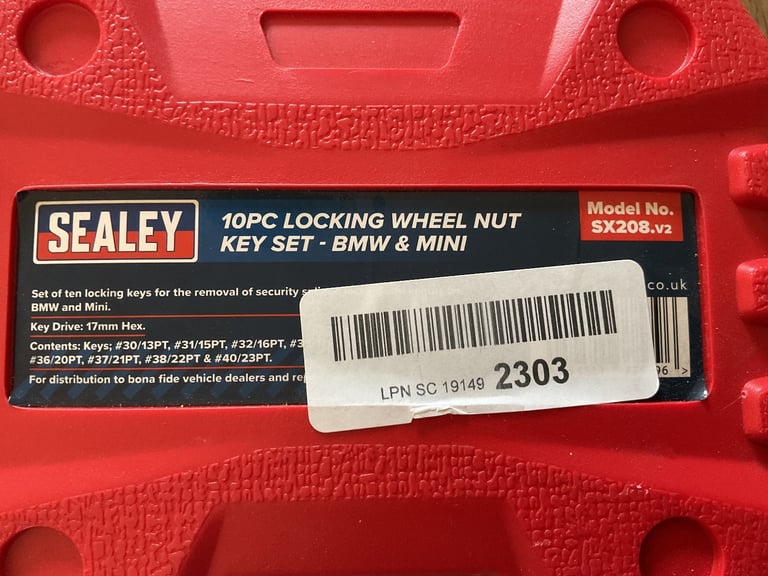 SEALEY
10PC LOCKING WHEEL NUT
KEY SET - BMW & MINI
Model No.
SX208.V2
Set of ten locking keys for the removal of security
BMW and Mini.
Key Drive: 17mm Hex.
Contents: Keys; #30/13PT, #31/15PT, #32/16PT,
#36/20PT, #37/21PT, #38/22PT & #40/23PT.
For distribution to bona fide vehicle dealers and
.co.uk
96 >
LPN SC 19149 2303